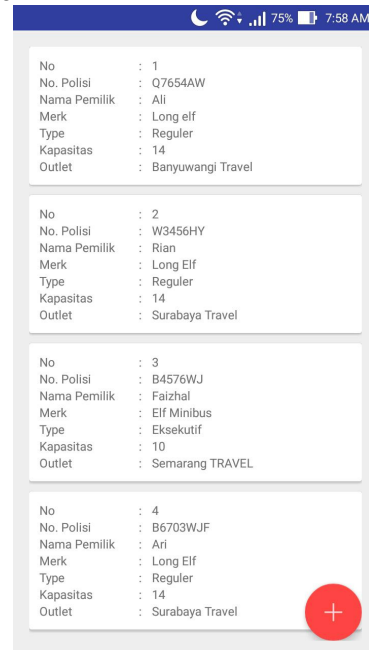 75% 7:58 AM
No : 1
No. Polisi : Q7654AW
Nama Pemilik : Ali
Merk : Long elf
Type : Reguler
Kapasitas : 14
Outlet : Banyuwangi Travel
No : 2
No. Polisi : W3456HY
Nama Pemilik : Rian
Merk : Long Elf
Type : Reguler
Kapasitas : 14
Outlet : Surabaya Travel
No : 3
No. Polisi : B4576WJ
Nama Pemilik : Faizhal
Merk : Elf Minibus
Type : Eksekutif
Kapasitas : 10
Outlet : Semarang TRAVEL
No : 4
No. Polisi : B6703WJF
Nama Pemilik : Ari
Merk : Long Elf
Type : Reguler
Kapasitas : 14
Outlet : Surabaya Travel
+